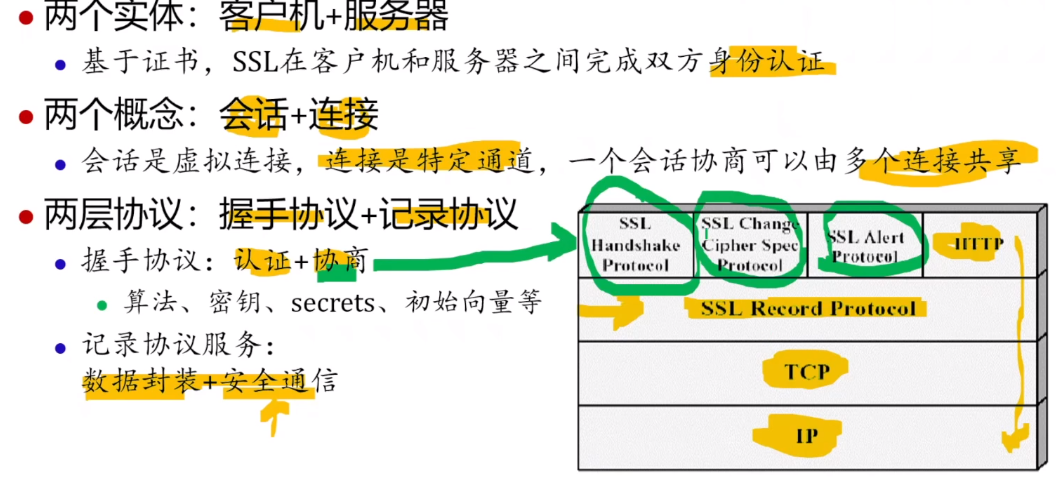 ● 两个实体：客户机+服务器
● 基于证书，SSL在客户机和服务器之间完成双方身份认证
● 两个概念：会话+连接
● 会话是虚拟连接，连接是特定通道，一个会话协商可以由多个连接共享
● 两层协议：握手协议+记录协议
● 握手协议：认证+协商
● 算法、密钥、secrets、初始向量等
● 记录协议服务：
数据封装+安全通信
SSL
Handshake
Protocol
SSL Change
Cipher Spec
Protocol
SSL Alert
Protocol
HTTP
SSL Record Protocol
TCP
IP